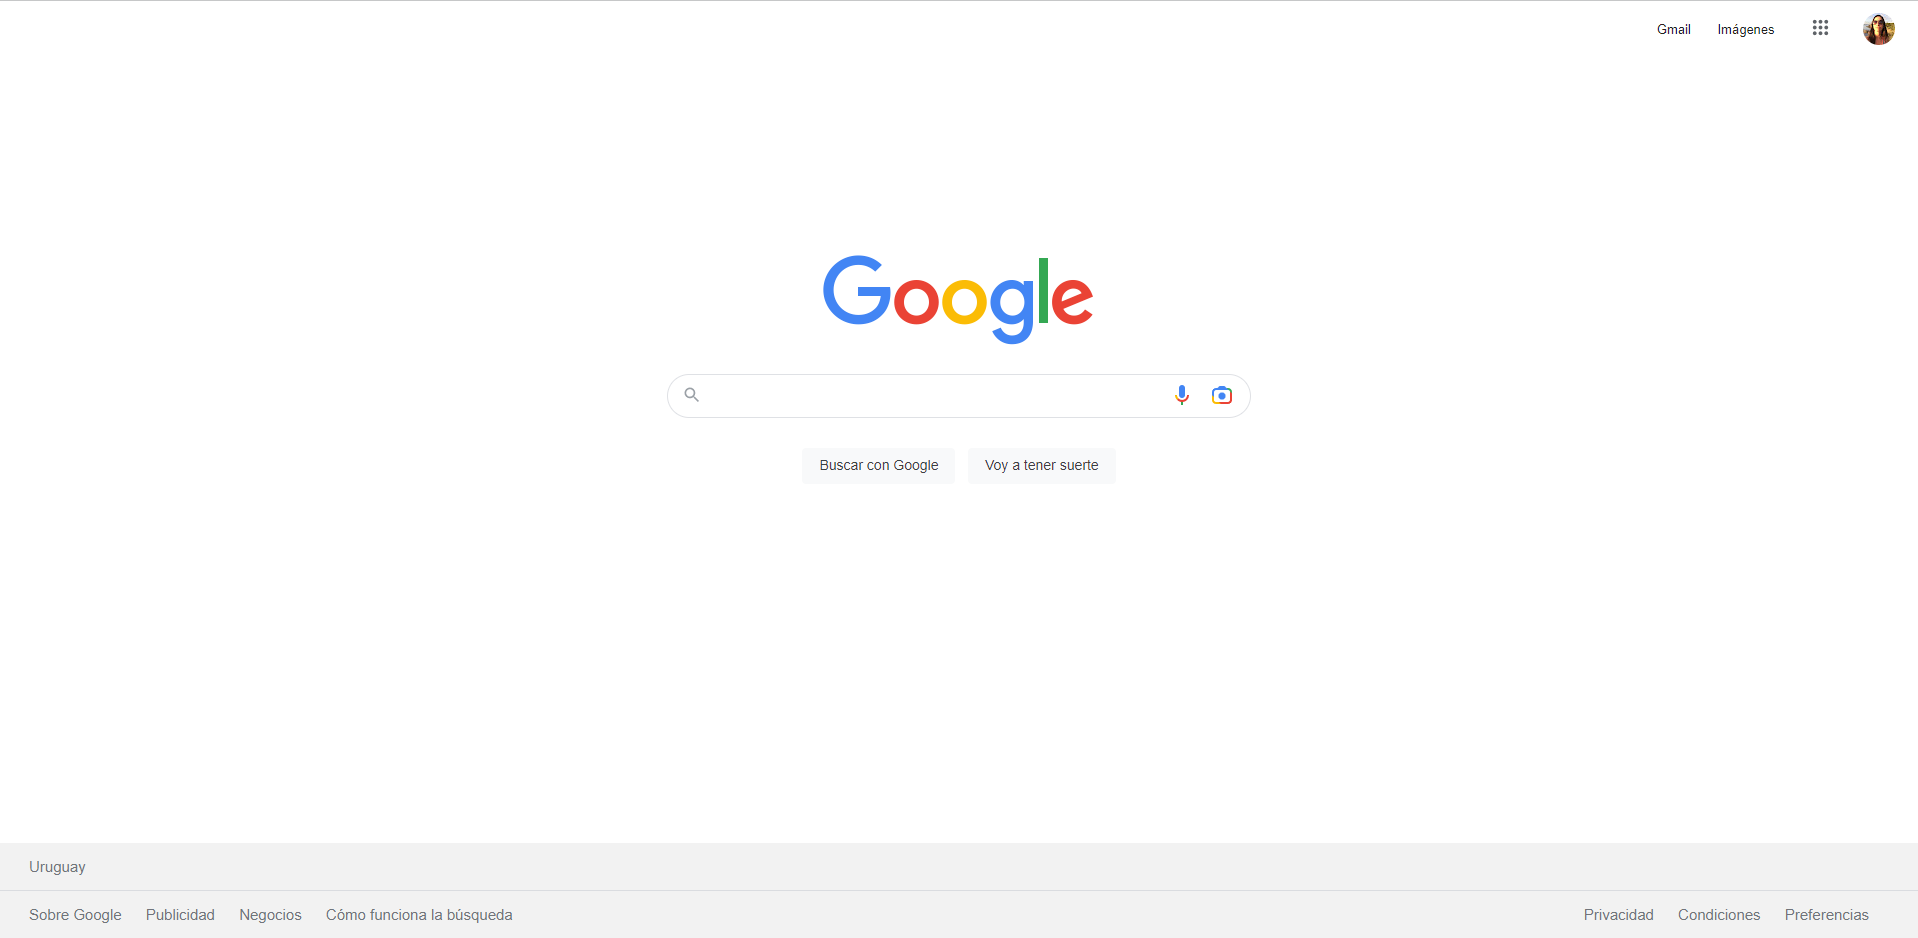 Gmail Imágenes
Google
Buscar con Google Voy a tener suerte
Uruguay
Sobre Google Publicidad Negocios Cómo funciona la búsqueda Privacidad Condiciones Preferencias